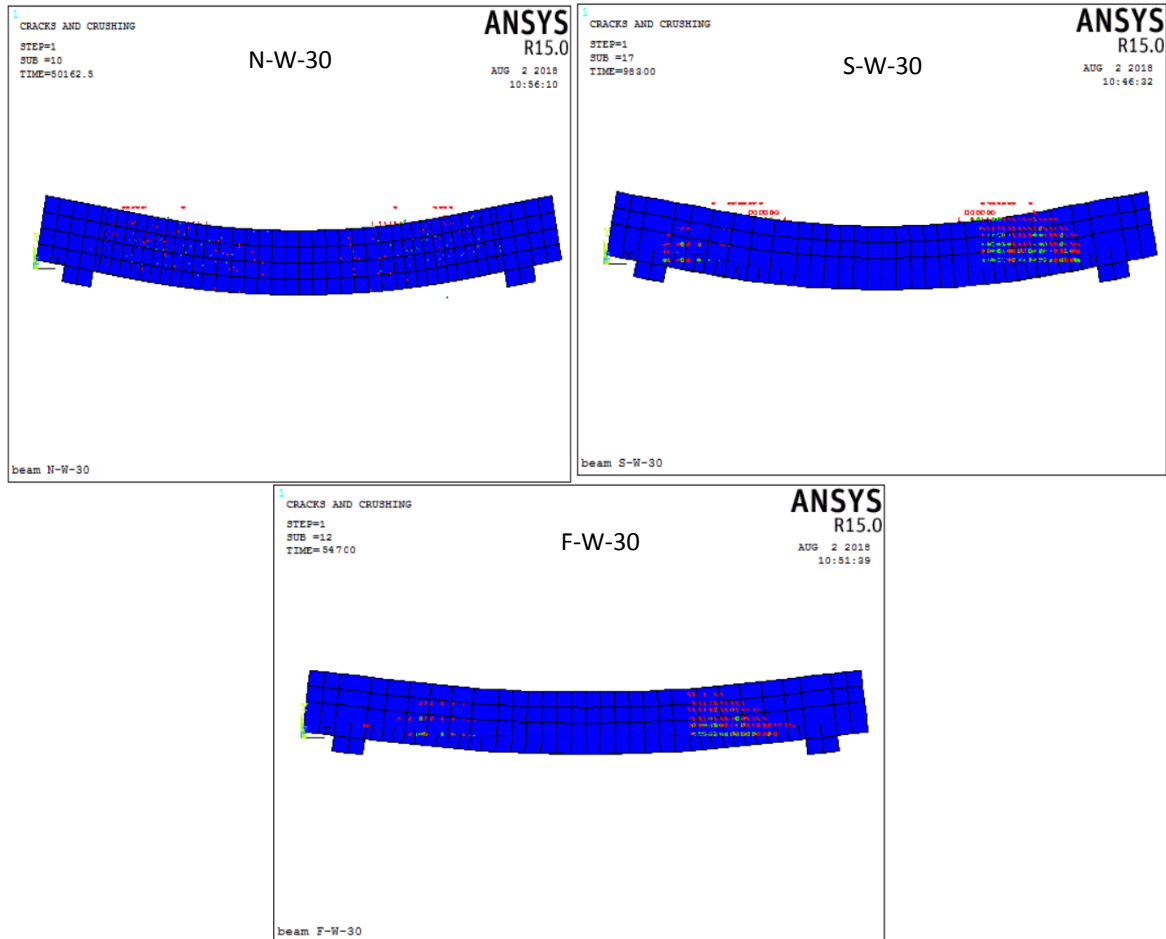 1
CRACKS AND CRUSHING
STEP=1
SUB =10
TIME=50162.5
N-W-30
ANSYS
R15.0
AUG 2 2018
10:56:10
beam N-W-30
1
CRACKS AND CRUSHING
STEP=1
SUB =17
TIME=98300
S-W-30
ANSYS
R15.0
AUG 2 2018
10:46:32
beam S-W-30
1
CRACKS AND CRUSHING
STEP=1
SUB =12
TIME=54700
F-W-30
ANSYS
R15.0
AUG 2 2018
10:51:39
beam F-W-30